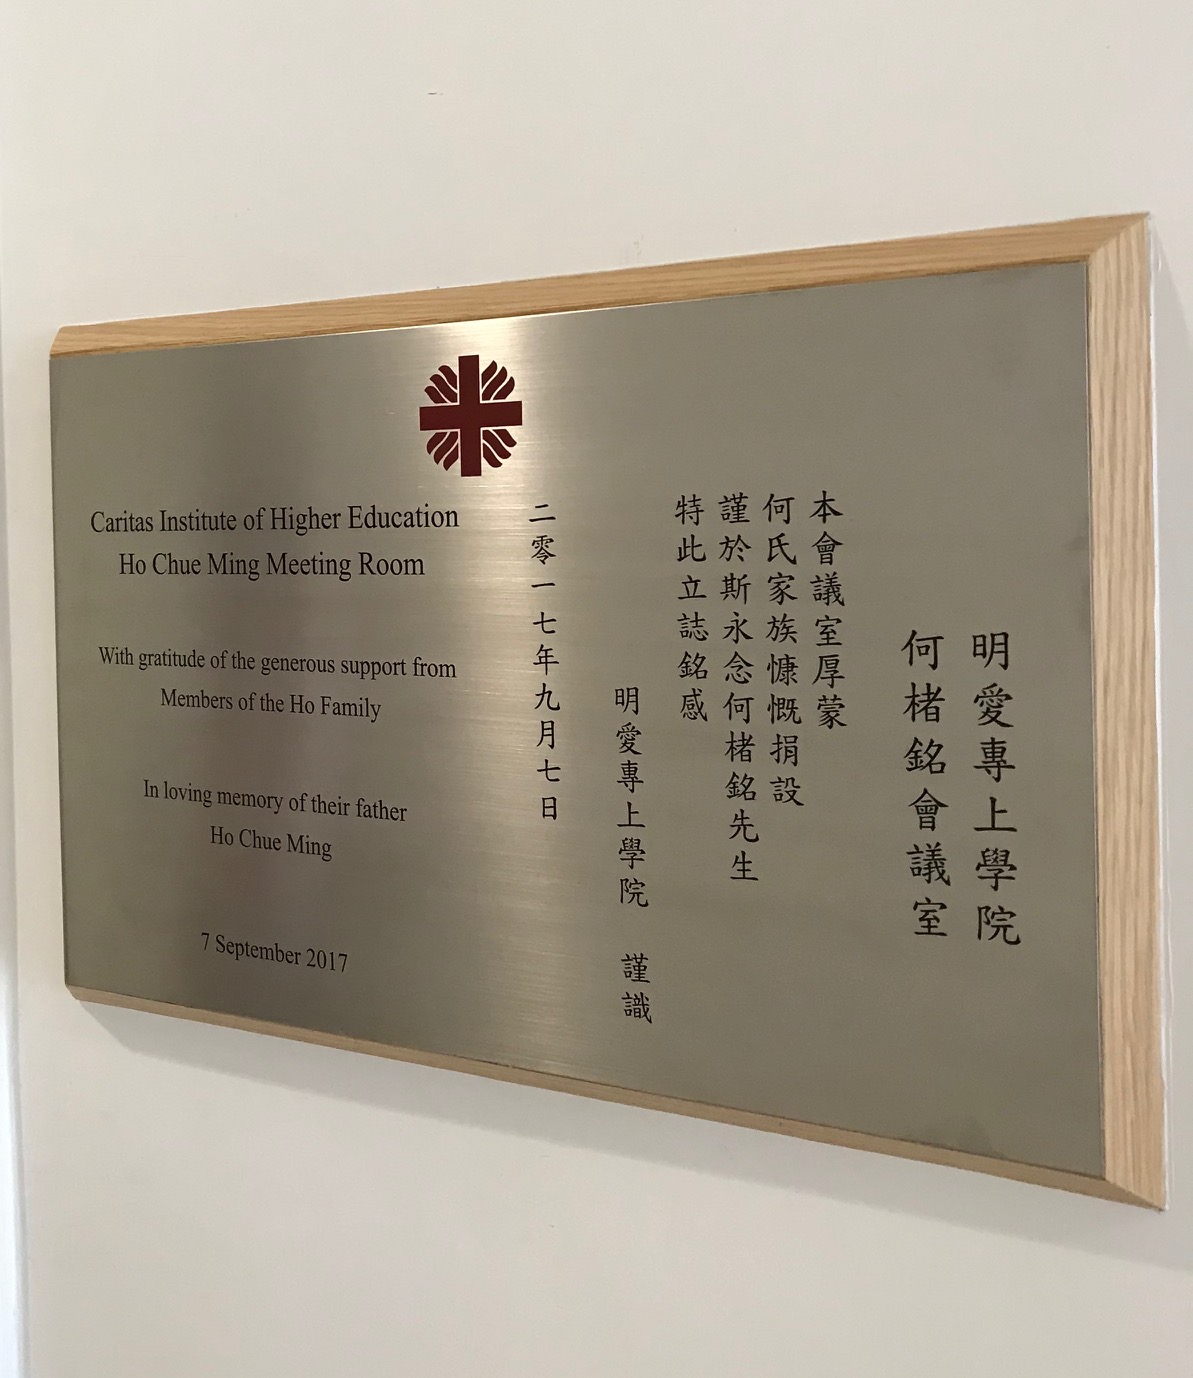 Caritas Institute of Higher Education
Ho Chue Ming Meeting Room
With gratitude of the generous support from
Members of the Ho Family
In loving memory of their father
Ho Chue Ming
7 September 2017
明愛專上學院
何楮銘會議室
本會議室厚蒙
何氏家族慷慨捐設
謹於斯永念何楮銘先生
特此立誌銘感
明愛專上學院 謹識
二零一七年九月七日